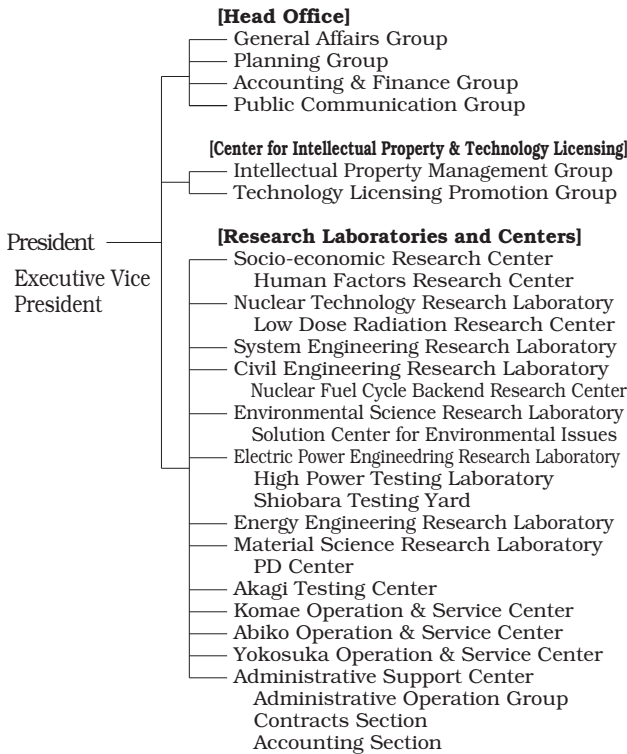 [Head Office]
General Affairs Group
Planning Group
Accounting & Finance Group
Public Communication Group
[Center for Intellectual Property & Technology Licensing]
Intellectual Property Management Group
Technology Licensing Promotion Group
President
Executive Vice
President
[Research Laboratories and Centers]
Socio-economic Research Center
Human Factors Research Center
Nuclear Technology Research Laboratory
Low Dose Radiation Research Center
System Engineering Research Laboratory
Civil Engineering Research Laboratory
Nuclear Fuel Cycle Backend Research Center
Environmental Science Research Laboratory
Solution Center for Environmental Issues
Electric Power Engineedring Research Laboratory
High Power Testing Laboratory
Shiobara Testing Yard
Energy Engineering Research Laboratory
Material Science Research Laboratory
PD Center
Akagi Testing Center
Komae Operation & Service Center
Abiko Operation & Service Center
Yokosuka Operation & Service Center
Administrative Support Center
Administrative Operation Group
Contracts Section
Accounting Section